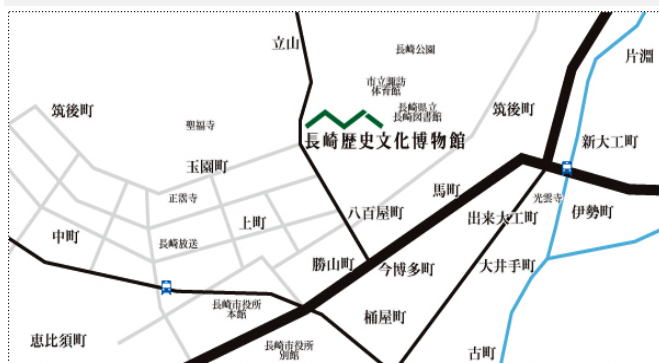 立山
長崎公園
片淵
市立諏訪
体育館
筑後町
長崎県立
長崎図書館
筑後町
聖福寺
長崎歴史文化博物館
新大工町
玉園町
馬町
正覚寺
八百屋町
光雲寺
上町
出来大工町
伊勢町
中町
長崎放送
勝山町
今博多町
大井手町
長崎市役所
本館
桶屋町
恵比須町
長崎市役所
別館
古町